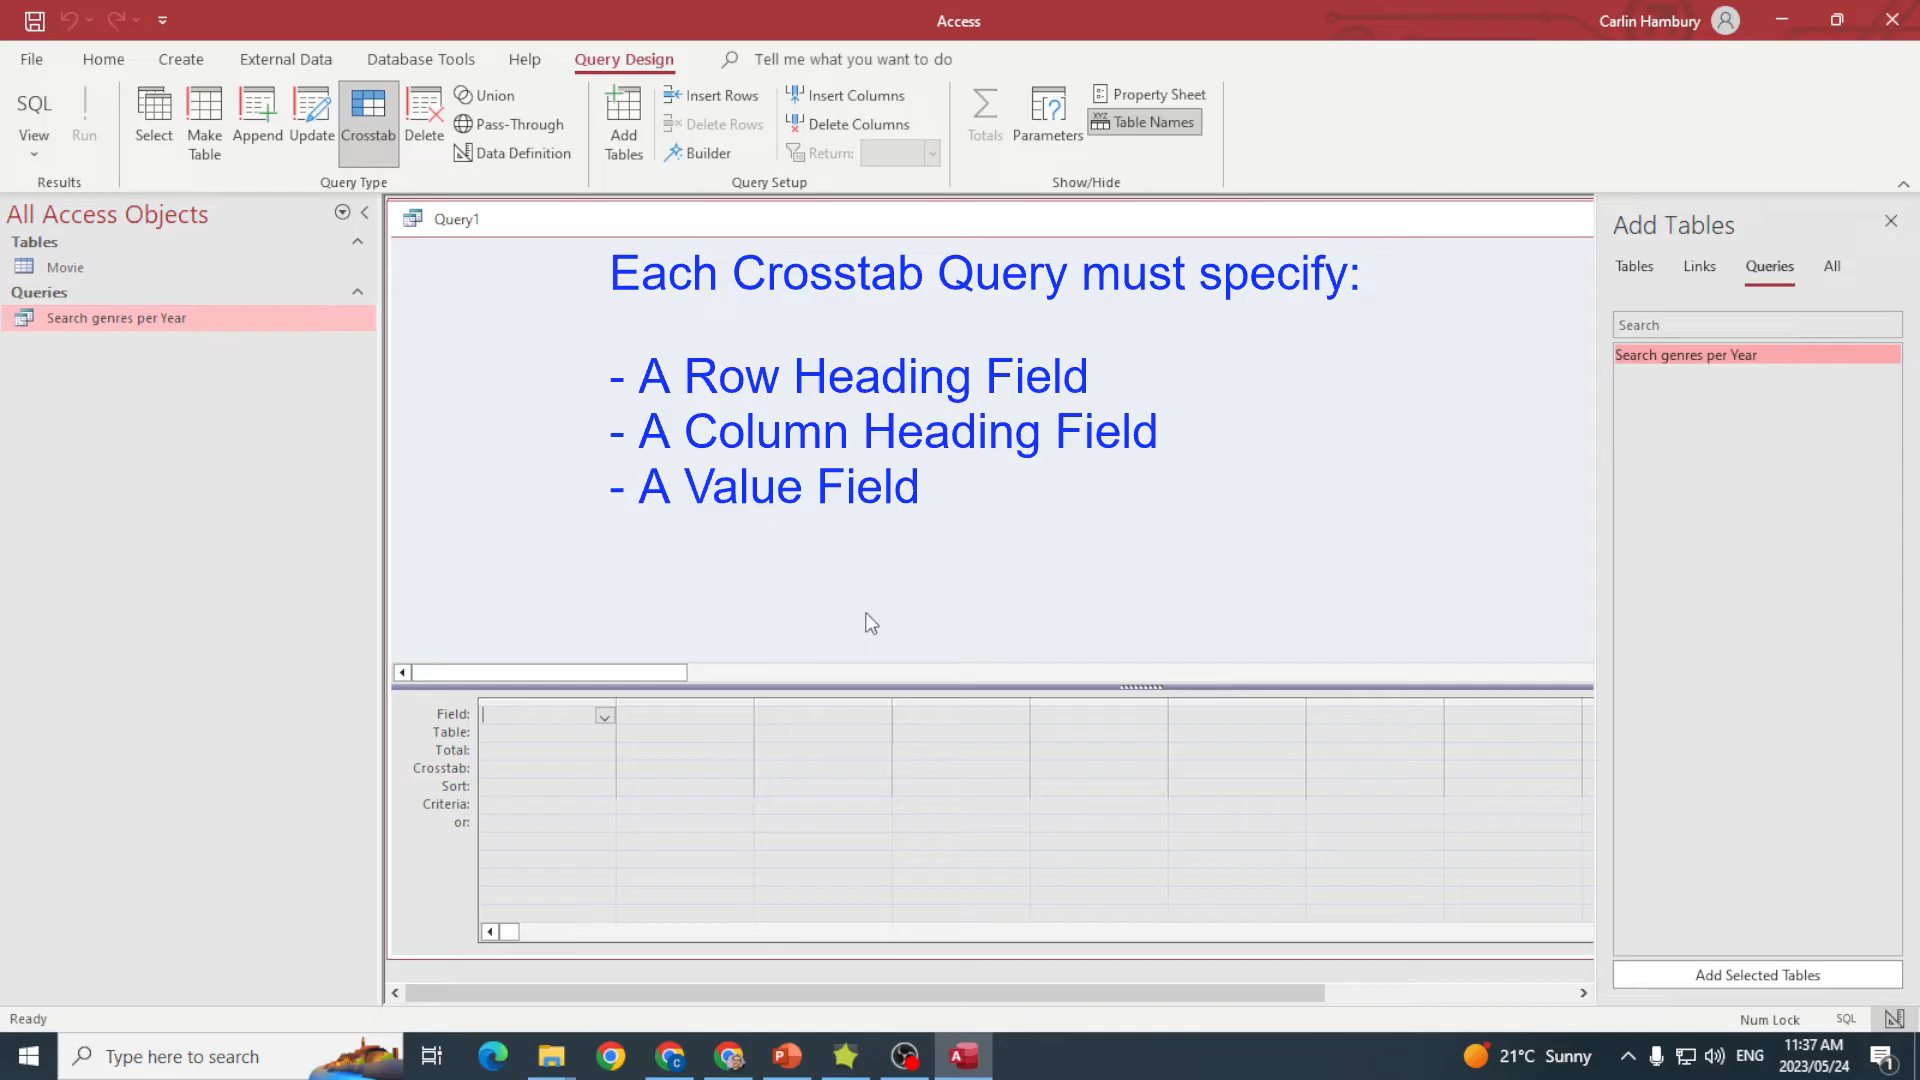 Access
Carlin Hambury
File
Home
Create
External Data
Database Tools
Help
Query Design
Tell me what you want to do
SQL
View
Run
Select
Make
Table
Append
Update
Crosstab
Delete
Union
Pass-Through
Data Definition
Add
Tables
Insert Rows
Delete Rows
Builder
Insert Columns
Delete Columns
Return:
Totals
Parameters
Property Sheet
XYZ Table Names
Results
Query Type
Query Setup
Show/Hide
All Access Objects
Tables
Movie
Queries
Search genres per Year
Query1
Each Crosstab Query must specify:
- A Row Heading Field
- A Column Heading Field
- A Value Field
Field:
Table:
Total:
Crosstab:
Sort:
Criteria:
or:
Add Tables
Tables
Links
Queries
All
Search
Search genres per Year
Add Selected Tables
Ready
Num Lock
SQL
Type here to search
21°C Sunny
ENG
11:37 AM
2023/05/24
1